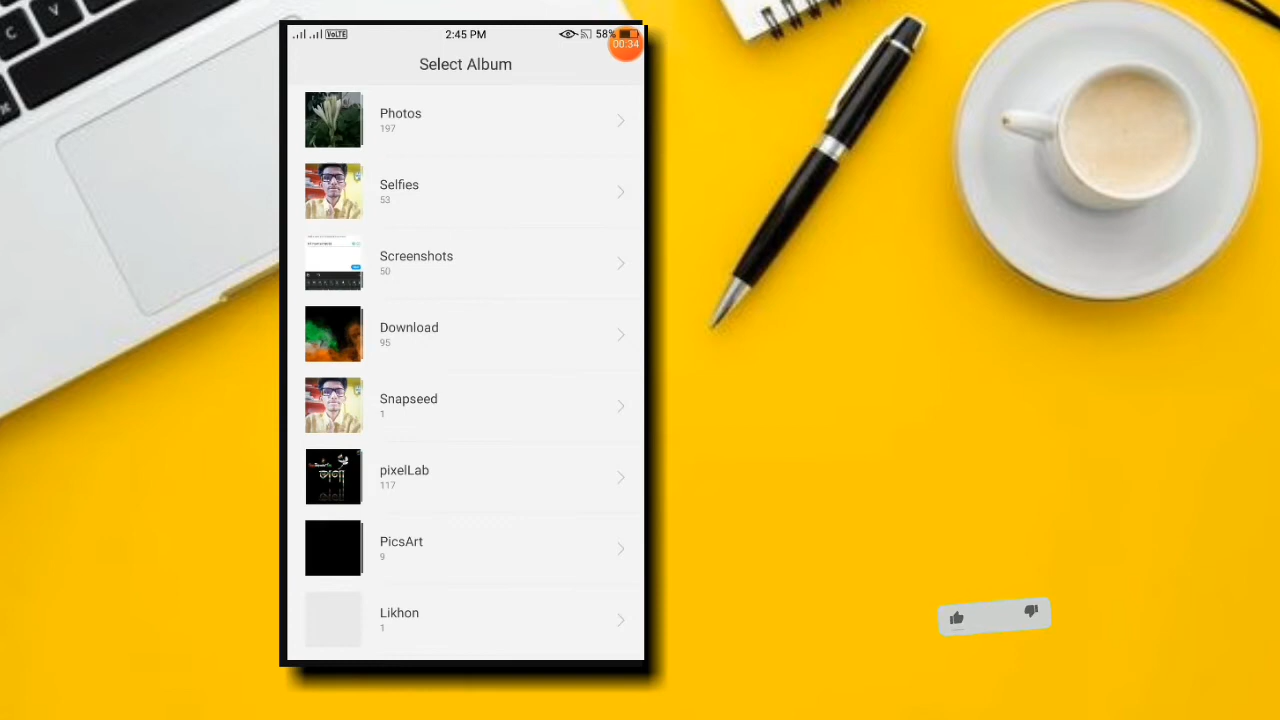 VoLTE 2:45 PM 58%
00:34
Select Album
Photos
197
Selfies
53
Screenshots
50
Download
95
Snapseed
1
pixelLab
117
PicsArt
9
Likhon
1
C V
⌘